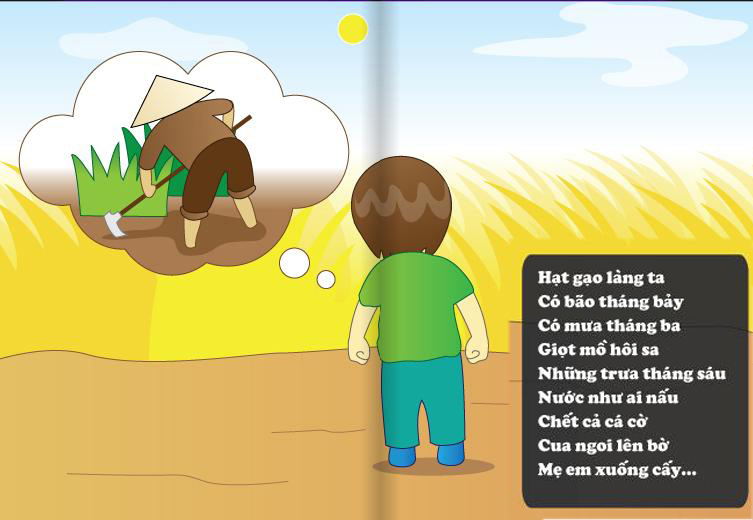 Hạt gạo làng ta
Có bão tháng bảy
Có mưa tháng ba
Giọt mồ hôi sa
Những trưa tháng sáu
Nước như ai nấu
Chết cả cá cờ
Cua ngoi lên bờ
Mẹ em xuống cấy...